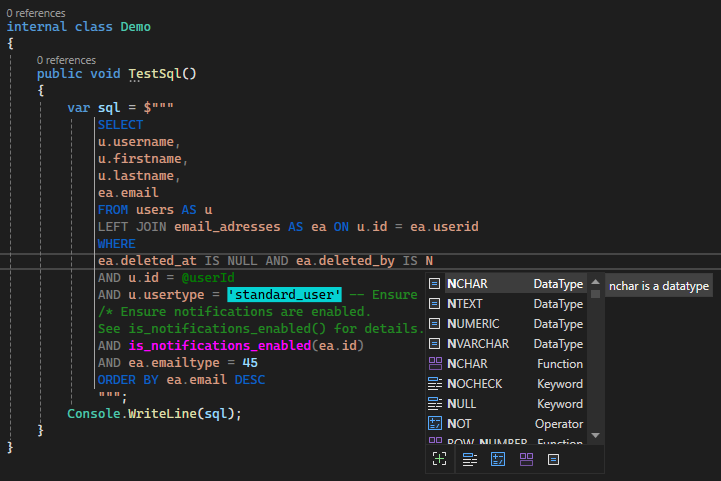 0 references
internal class Demo
{
0 references
public void TestSql()
{
var sql = $"""
SELECT
u.username,
u.firstname,
u.lastname,
ea.email
FROM users AS u
LEFT JOIN email_adresses AS ea ON u.id = ea.userid
WHERE
ea.deleted_at IS NULL AND ea.deleted_by IS N
AND u.id = @userId
AND u.usertype = 'standard_user' -- Ensure
/* Ensure notifications are enabled.
See is_notifications_enabled() for details.
AND is_notifications_enabled(ea.id)
AND ea.emailtype = 45
ORDER BY ea.email DESC
""";
Console.WriteLine(sql);
}
}
NCHAR DataType
nchar is a datatype
NTEXT DataType
NUMERIC DataType
NVARCHAR DataType
NCHAR Function
NOCHECK Keyword
NULL Keyword
NOT Operator
ROW_NUMBER Function